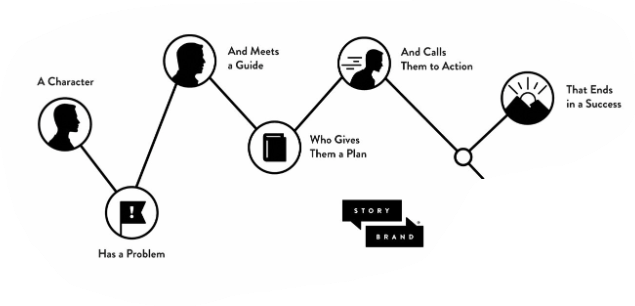 A Character
Has a Problem
And Meets
a Guide
Who Gives
Them a Plan
And Calls
Them to Action
That Ends
in a Success
!
STORY
BRAND